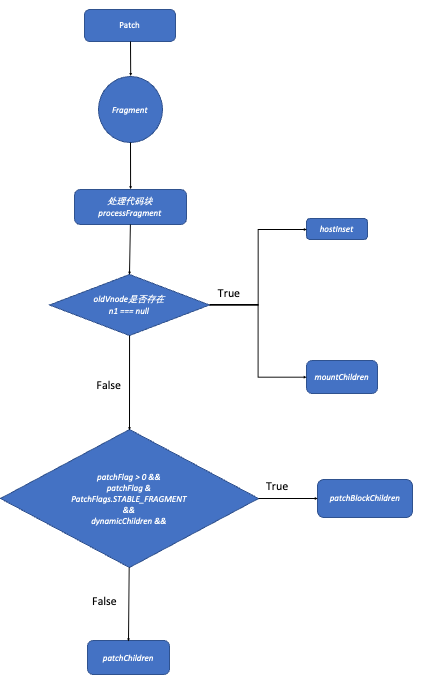 Patch
Fragment
处理代码块
processFragment
hostInset
oldVnode是否存在
n1 === null
True
mountChildren
False
patchFlag > 0 &&
patchFlag &
PatchFlags.STABLE_FRAGMENT
&&
dynamicChildren &&
True
patchBlockChildren
False
patchChildren